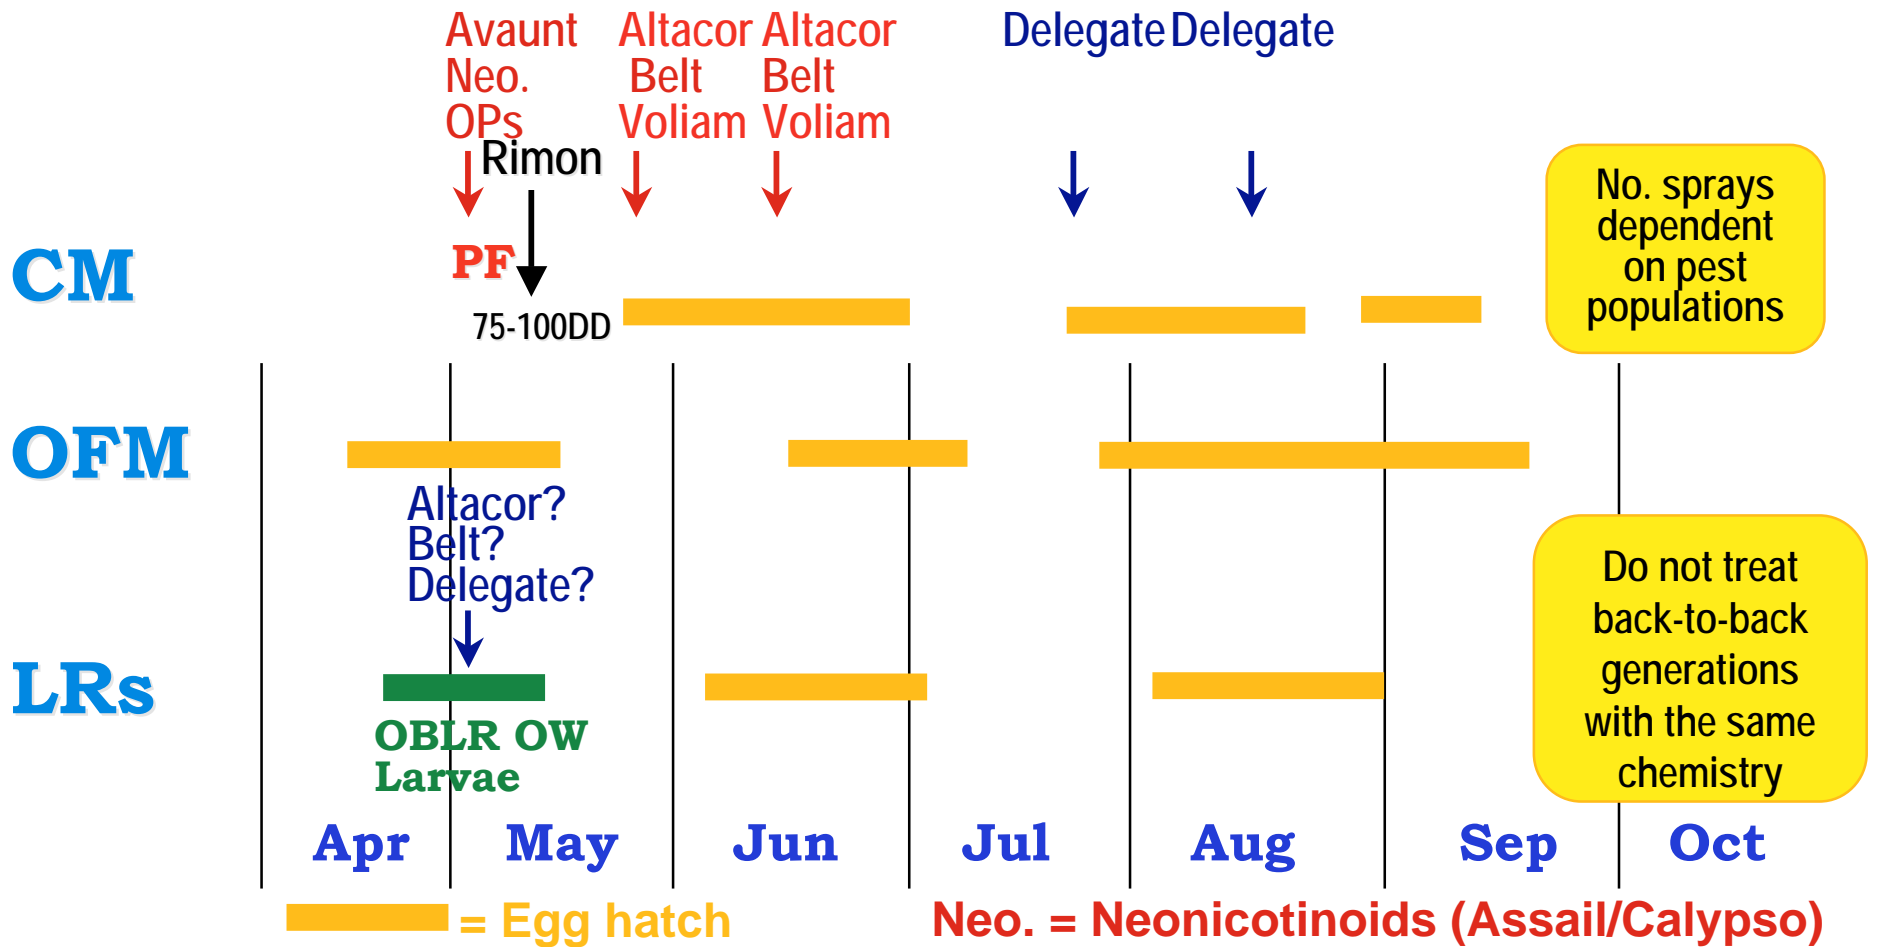 Avaunt
Neo.
OPs
Altacor
Belt
Voliam
Altacor
Belt
Voliam
Delegate Delegate
Rimon
PF
75-100DD
CM
No. sprays
dependent
on pest
populations
OFM
Altacor?
Belt?
Delegate?
LRs
OBLR OW
Larvae
Do not treat
back-to-back
generations
with the same
chemistry
Apr May Jun Jul Aug Sep Oct
= Egg hatch
Neo. = Neonicotinoids (Assail/Calypso)